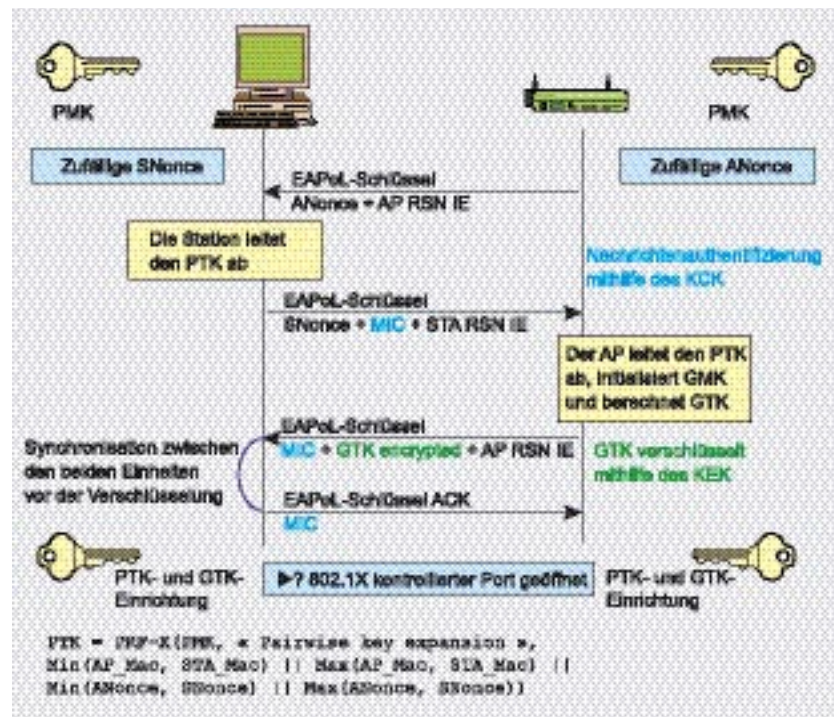 PMK
PMK
Zufällige SNonce
Zufällige ANonce
EAPoL-Schlüssel
ANonce + AP RSN IE
Die Station leitet
den PTK ab
Nachrichtenauthentifizierung
mithilfe des KCK
EAPoL-Schlüssel
SNonce + MIC + STA RSN IE
Der AP leitet den PTK
ab, initialisiert GMK
und berechnet GTK
EAPoL-Schlüssel
MIC + GTK encrypted + AP RSN IE
Synchronisation zwischen
den beiden Einheiten
vor der Verschlüsselung
GTK verschlüsselt
mithilfe des KEK
EAPoL-Schlüssel ACK
MIC
PTK- und GTK-
Einrichtung
▶? 802.1X kontrollierter Port geöffnet
PTK- und GTK-
Einrichtung
PTK = PRF-X(PMK, « Pairwise key expansion »,
Min(AP_Mac, STA_Mac) || Max(AP_Mac, STA_Mac) ||
Min(ANonce, SNonce) || Max(ANonce, SNonce))